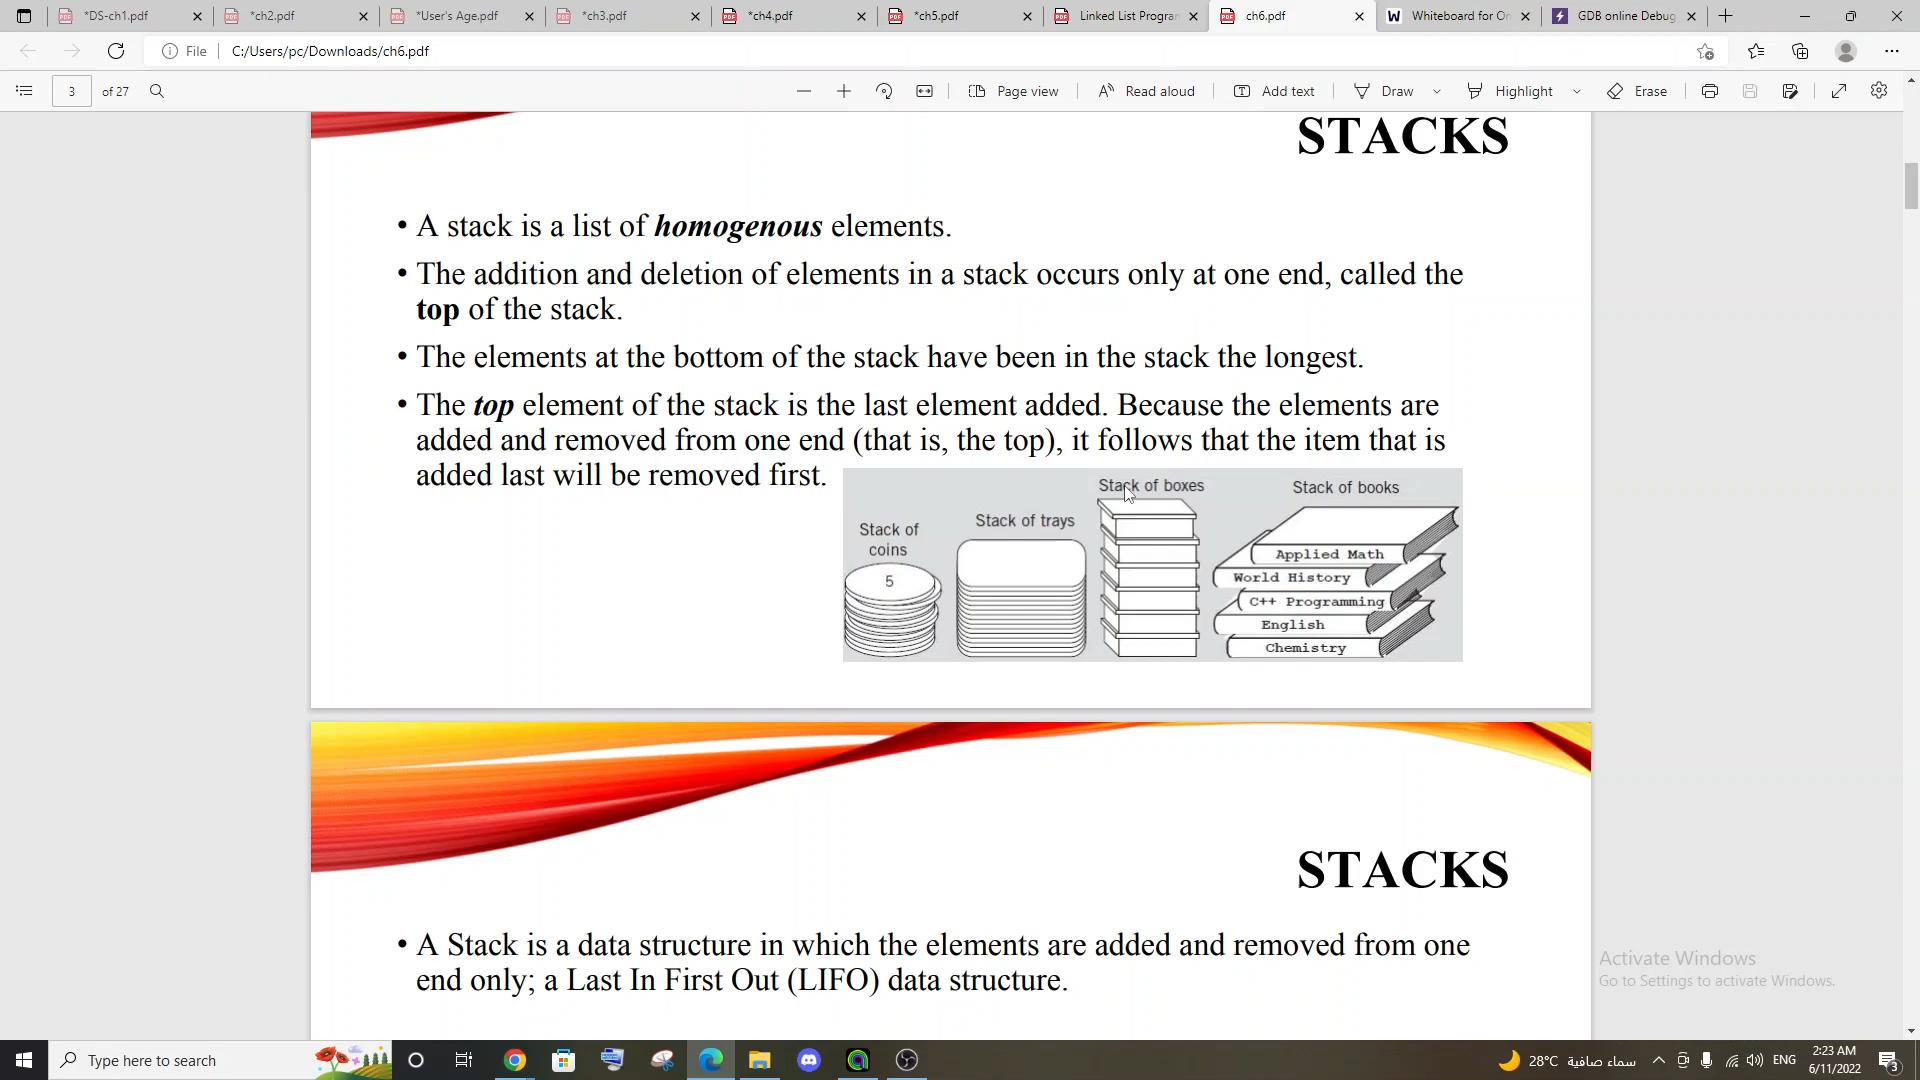 *DS-ch1.pdf
*ch2.pdf
*User's Age.pdf
*ch3.pdf
*ch4.pdf
*ch5.pdf
Linked List Progran
ch6.pdf
Whiteboard for On
GDB online Debug
File
C:/Users/pc/Downloads/ch6.pdf
3
of 27
Page view
Read aloud
Add text
Draw
Highlight
Erase
STACKS
• A stack is a list of homogenous elements.
• The addition and deletion of elements in a stack occurs only at one end, called the
top of the stack.
• The elements at the bottom of the stack have been in the stack the longest.
• The top element of the stack is the last element added. Because the elements are
added and removed from one end (that is, the top), it follows that the item that is
added last will be removed first.
Stack of
coins
5
Stack of trays
Stack of boxes
Stack of books
Applied Math
World History
C++ Programming
English
Chemistry
STACKS
• A Stack is a data structure in which the elements are added and removed from one
end only; a Last In First Out (LIFO) data structure.
Activate Windows
Go to Settings to activate Windows.
Type here to search
28°C سماء صافية
ENG
2:23 AM
6/11/2022
3